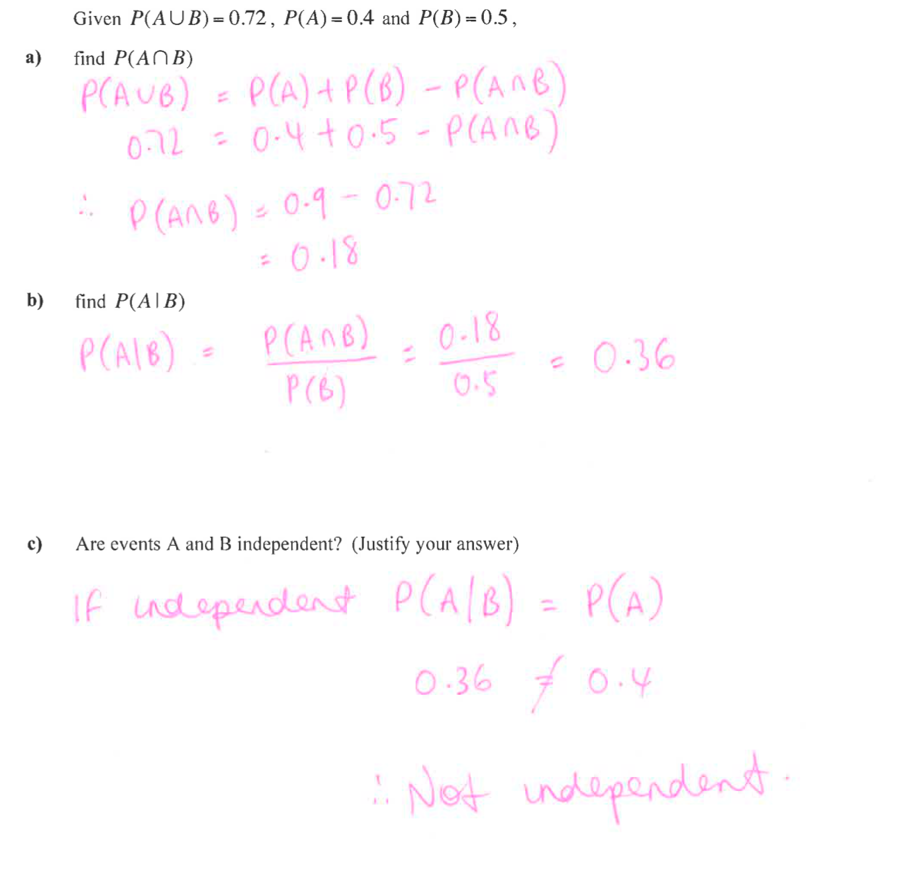 Given P(A∪B)=0.72, P(A)=0.4 and P(B)=0.5,
a) find P(A∩B)
P(A∪B) = P(A)+P(B) - P(A∩B)
0.72 = 0.4+0.5 - P(A∩B)
∴ P(A∩B) = 0.9 - 0.72
= 0.18
b) find P(A|B)
P(A|B) = P(A∩B)/P(B) = 0.18/0.5 = 0.36
c) Are events A and B independent? (Justify your answer)
If independent P(A|B) = P(A)
0.36 ≠ 0.4
∴ Not independent.